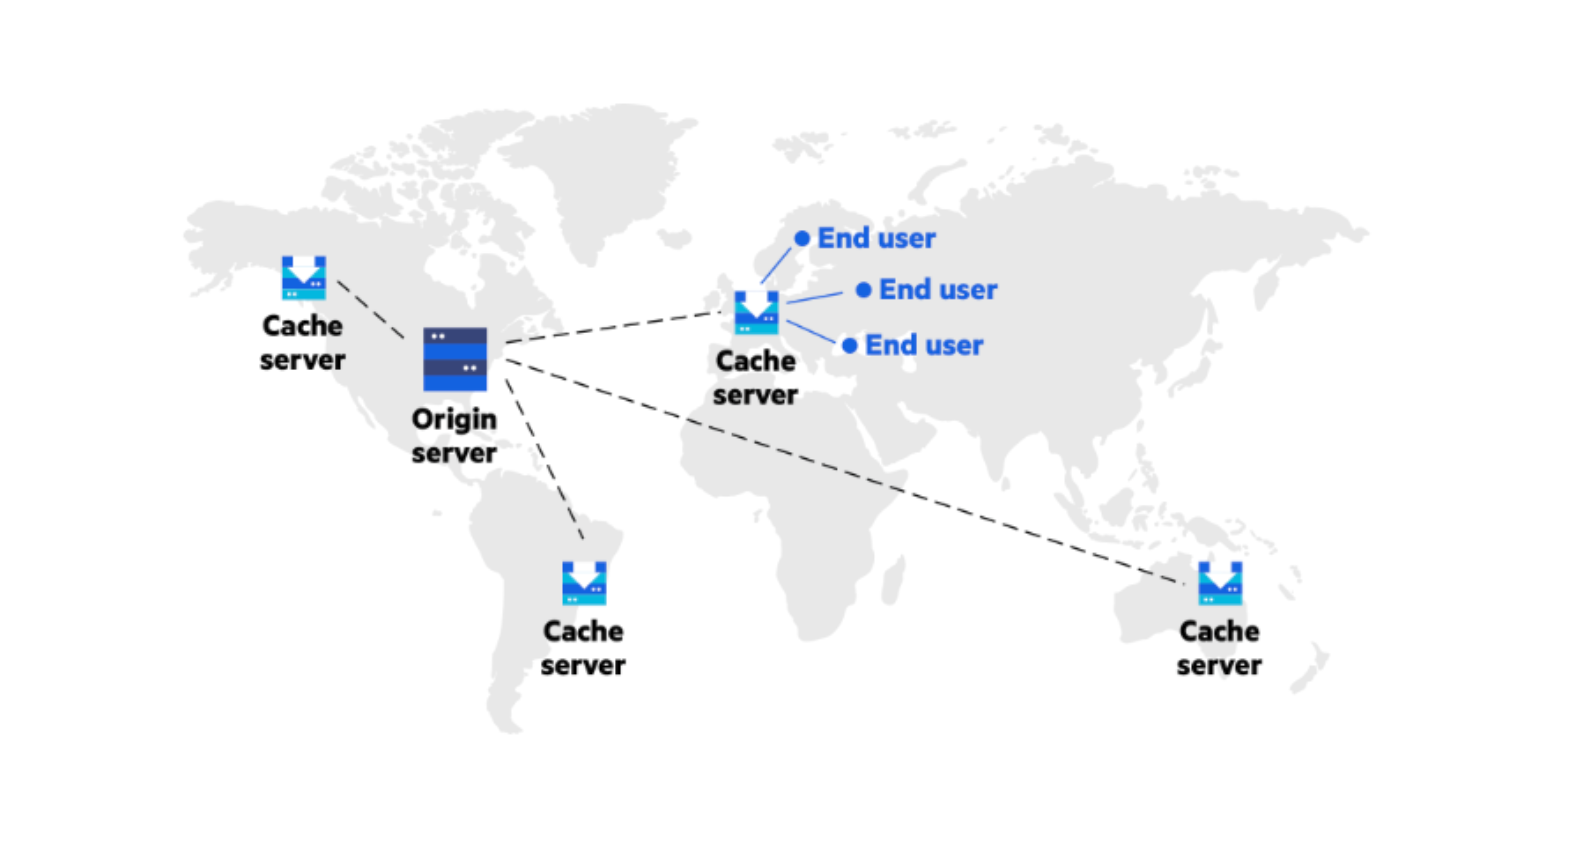 End user
Cache
server
End user
End user
Cache
server
Origin
server
Cache
server
Cache
server